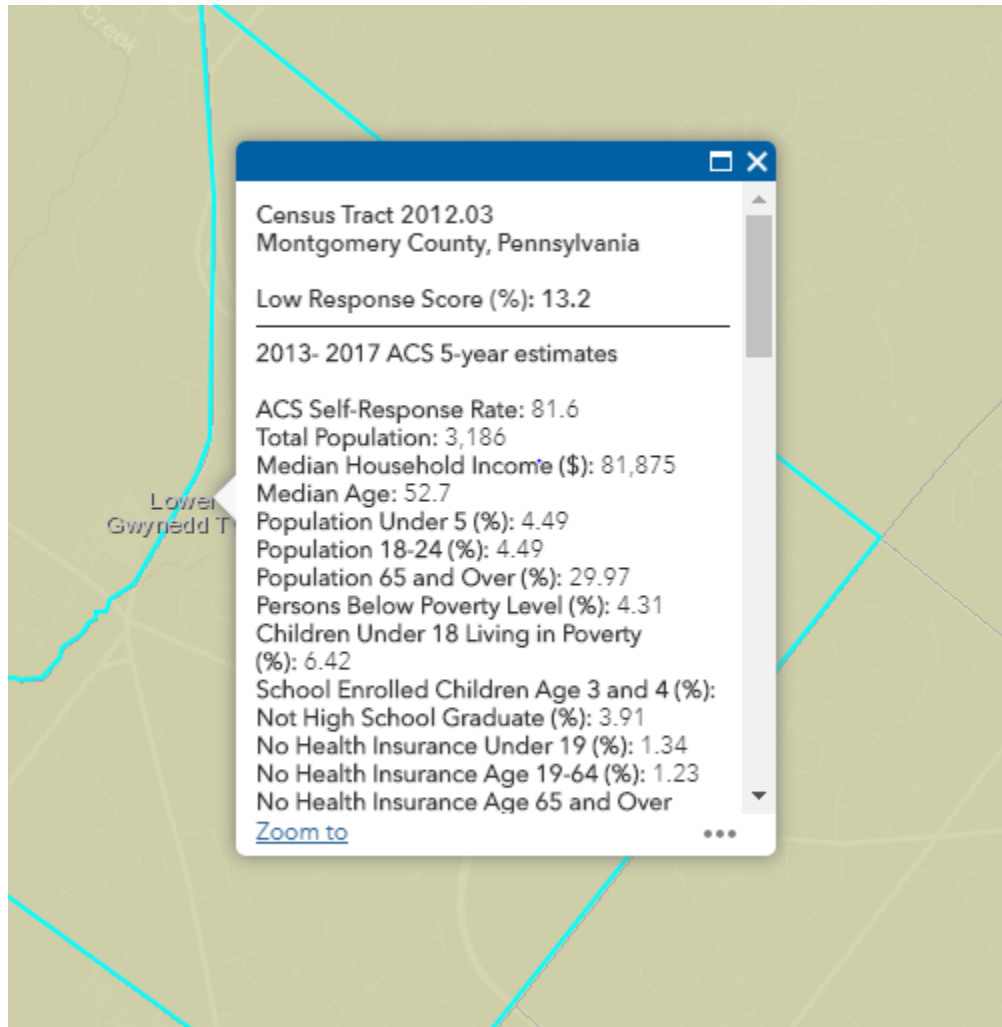 Creek
Census Tract 2012.03
Montgomery County, Pennsylvania
Low Response Score (%): 13.2
2013- 2017 ACS 5-year estimates
ACS Self-Response Rate: 81.6
Total Population: 3,186
Median Household Income ($): 81,875
Median Age: 52.7
Population Under 5 (%): 4.49
Population 18-24 (%): 4.49
Population 65 and Over (%): 29.97
Persons Below Poverty Level (%): 4.31
Children Under 18 Living in Poverty
(%): 6.42
School Enrolled Children Age 3 and 4 (%):
Not High School Graduate (%): 3.91
No Health Insurance Under 19 (%): 1.34
No Health Insurance Age 19-64 (%): 1.23
No Health Insurance Age 65 and Over
Zoom to
Lower
Gwynedd T